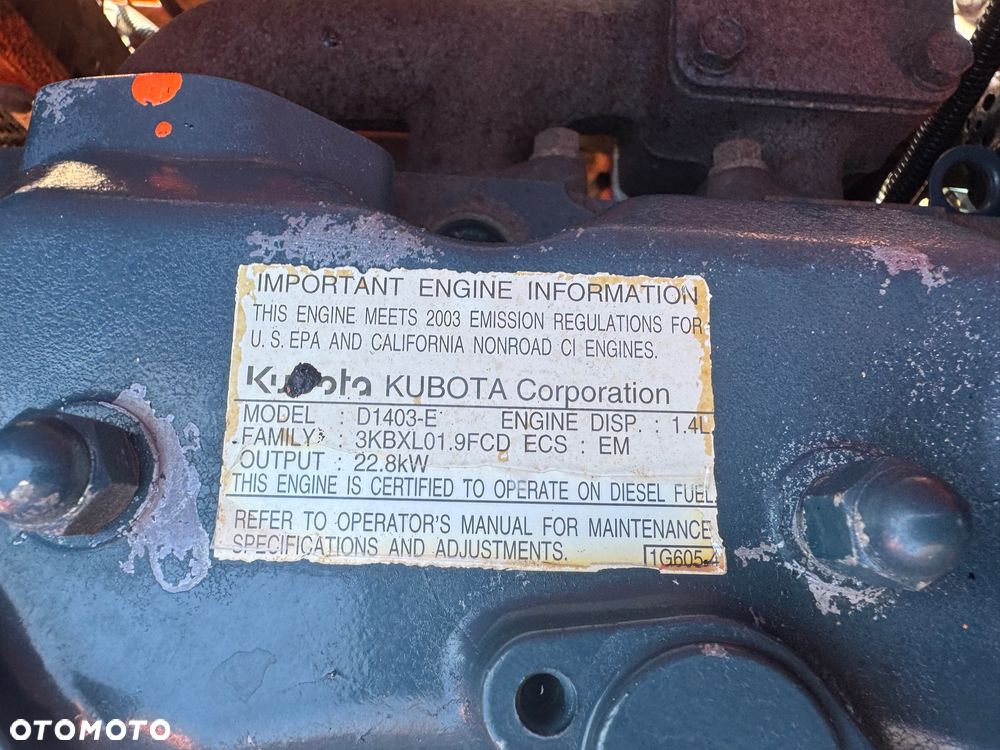 IMPORTANT ENGINE INFORMATION
THIS ENGINE MEETS 2003 EMISSION REGULATIONS FOR
U.S. EPA AND CALIFORNIA NONROAD CI ENGINES.
Kubota KUBOTA Corporation
MODEL : D1403-E ENGINE DISP. : 1.4L
FAMILY : 3KBXL01.9FCD ECS : EM
OUTPUT : 22.8kW
THIS ENGINE IS CERTIFIED TO OPERATE ON DIESEL FUEL
REFER TO OPERATOR'S MANUAL FOR MAINTENANCE
SPECIFICATIONS AND ADJUSTMENTS.
1G605-4
OTOMOTO